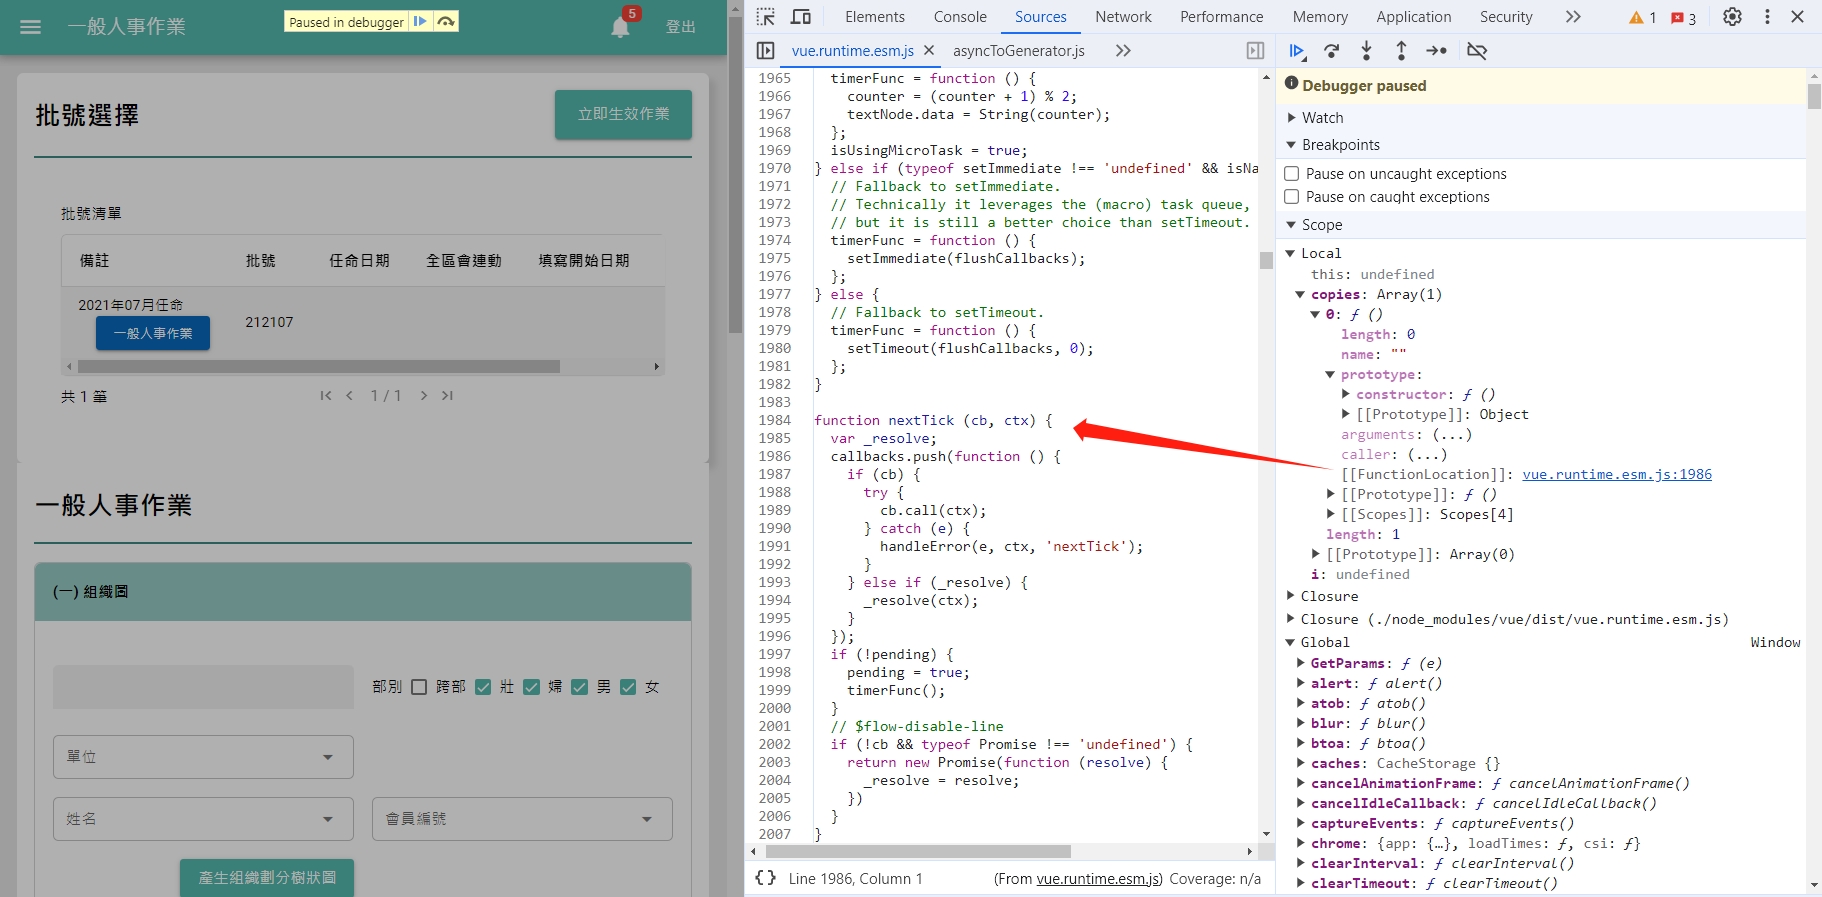 一般人事作業
Paused in debugger
5
登出
批號選擇
立即生效作業
批號清單
備註 批號 任命日期 全區會連動 填寫開始日期
2021年07月任命
一般人事作業
212107
共 1 筆
1 / 1
一般人事作業
(一) 組織圖
部別 跨部 壯 婦 男 女
單位
姓名
會員編號
產生組織劃分樹狀圖
Elements Console Sources Network Performance Memory Application Security 1 3
vue.runtime.esm.js asyncToGenerator.js
1965 timerFunc = function () {
1966 counter = (counter + 1) % 2;
1967 textNode.data = String(counter);
1968 };
1969 isUsingMicroTask = true;
1970 } else if (typeof setImmediate !== 'undefined' && isNa
1971 // Fallback to setImmediate.
1972 // Technically it leverages the (macro) task queue,
1973 // but it is still a better choice than setTimeout.
1974 timerFunc = function () {
1975 setImmediate(flushCallbacks);
1976 };
1977 } else {
1978 // Fallback to setTimeout.
1979 timerFunc = function () {
1980 setTimeout(flushCallbacks, 0);
1981 };
1982 }
1983
1984 function nextTick (cb, ctx) {
1985 var _resolve;
1986 callbacks.push(function () {
1987 if (cb) {
1988 try {
1989 cb.call(ctx);
1990 } catch (e) {
1991 handleError(e, ctx, 'nextTick');
1992 }
1993 } else if (_resolve) {
1994 _resolve(ctx);
1995 }
1996 });
1997 if (!pending) {
1998 pending = true;
1999 timerFunc();
2000 }
2001 // $flow-disable-line
2002 if (!cb && typeof Promise !== 'undefined') {
2003 return new Promise(function (resolve) {
2004 _resolve = resolve;
2005 })
2006 }
2007 }
{} Line 1986, Column 1 (From vue.runtime.esm.js) Coverage: n/a
Debugger paused
Watch
Breakpoints
Pause on uncaught exceptions
Pause on caught exceptions
Scope
Local
this: undefined
copies: Array(1)
0: ƒ ()
length: 0
name: ""
prototype:
constructor: ƒ ()
[[Prototype]]: Object
arguments: (...)
caller: (...)
[[FunctionLocation]]: vue.runtime.esm.js:1986
[[Prototype]]: ƒ ()
[[Scopes]]: Scopes[4]
length: 1
[[Prototype]]: Array(0)
i: undefined
Closure
Closure (./node_modules/vue/dist/vue.runtime.esm.js)
Global Window
GetParams: ƒ (e)
alert: ƒ alert()
atob: ƒ atob()
blur: ƒ blur()
btoa: ƒ btoa()
caches: CacheStorage {}
cancelAnimationFrame: ƒ cancelAnimationFrame()
cancelIdleCallback: ƒ cancelIdleCallback()
captureEvents: ƒ captureEvents()
chrome: {app: {…}, loadTimes: ƒ, csi: ƒ}
clearInterval: ƒ clearInterval()
clearTimeout: ƒ clearTimeout()